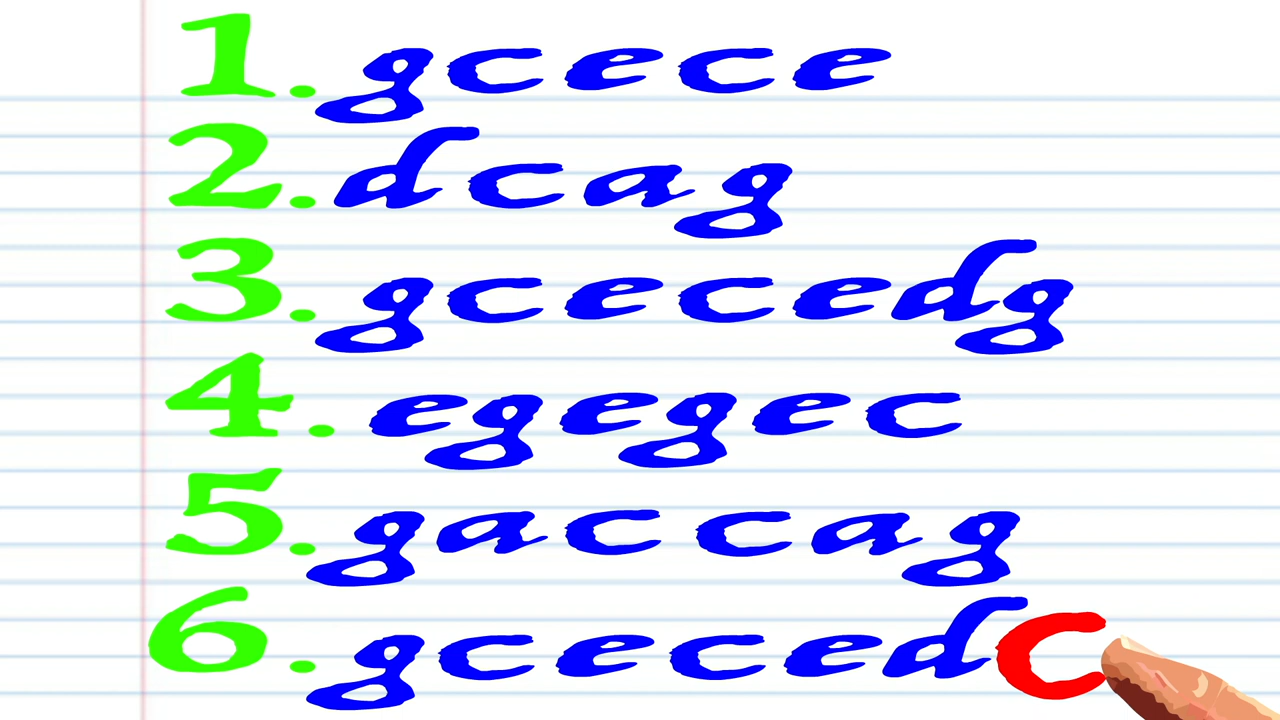 1. gcece
2. dcag
3. gcecedg
4. egegec
5. gaccag
6. gcecedc